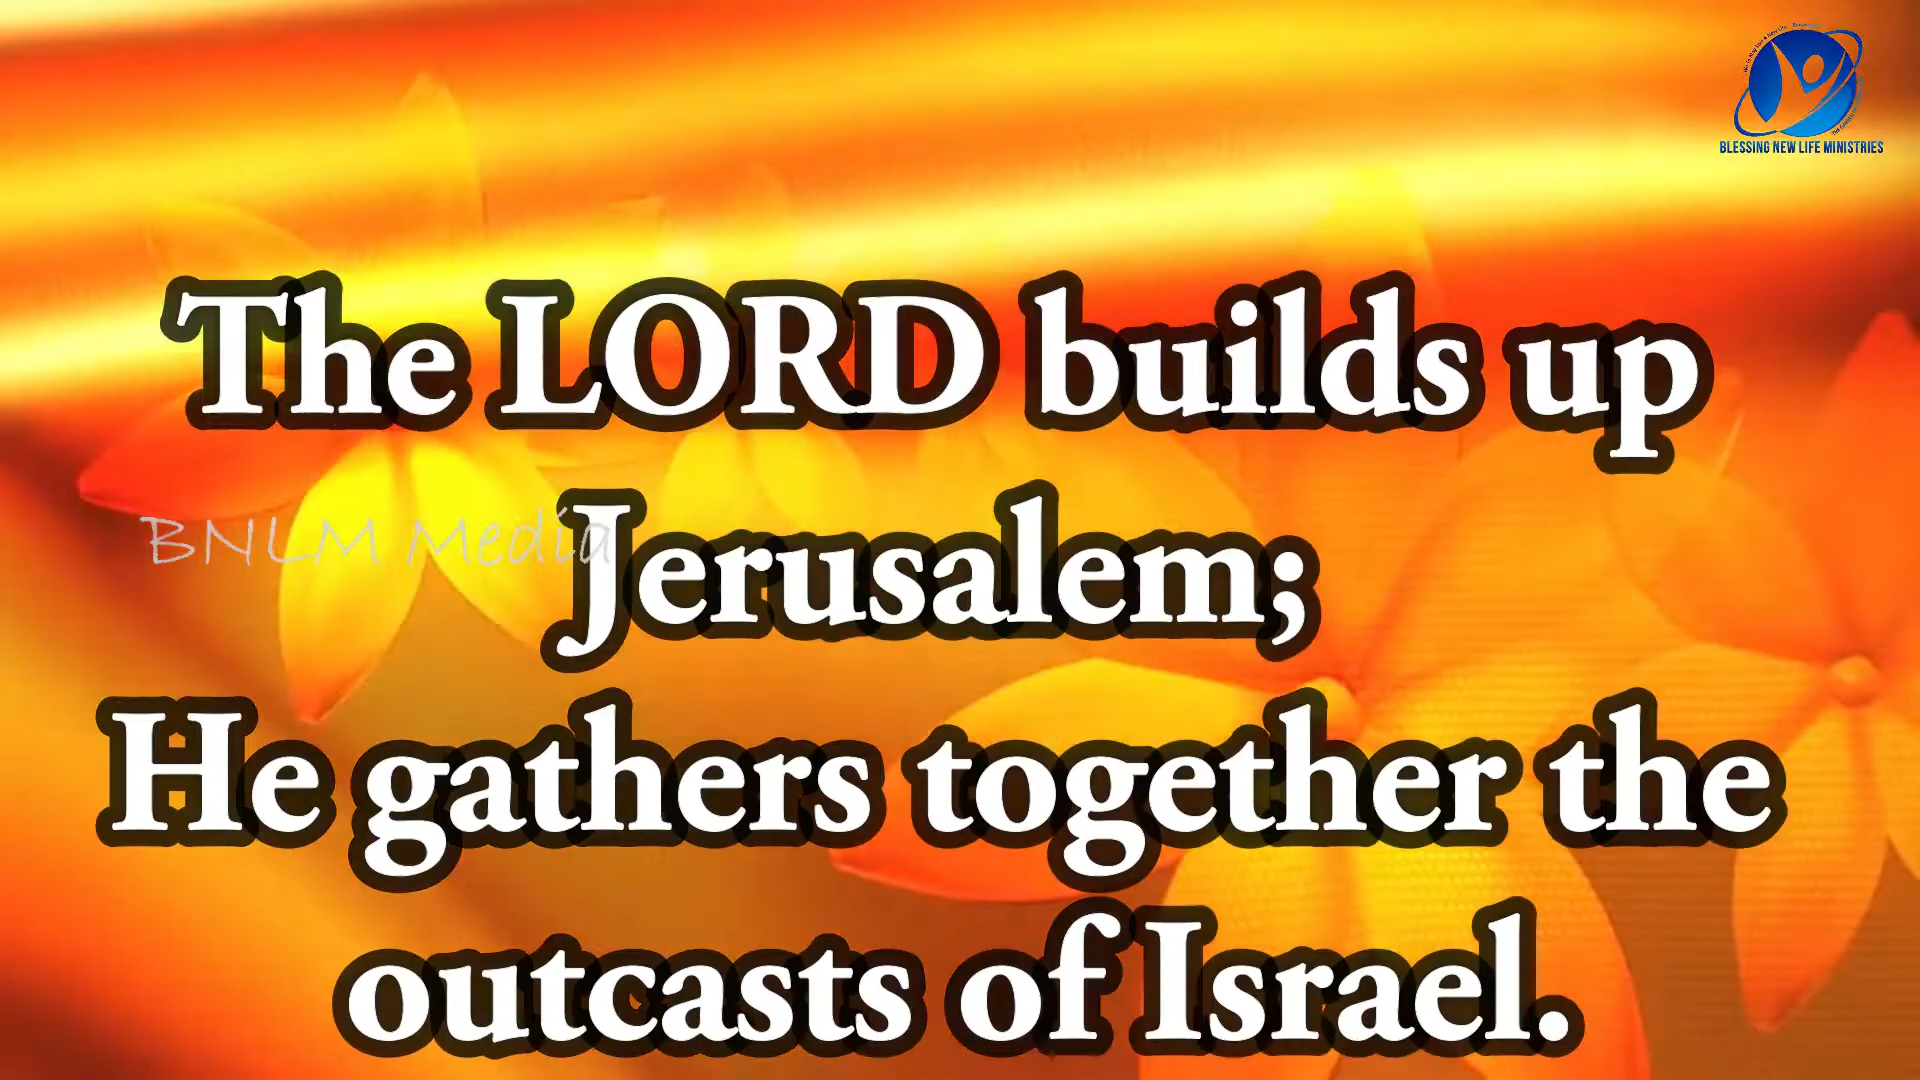 BLESSING NEW LIFE MINISTRIES
The LORD builds up
BNLM Media
Jerusalem;
He gathers together the
outcasts of Israel.